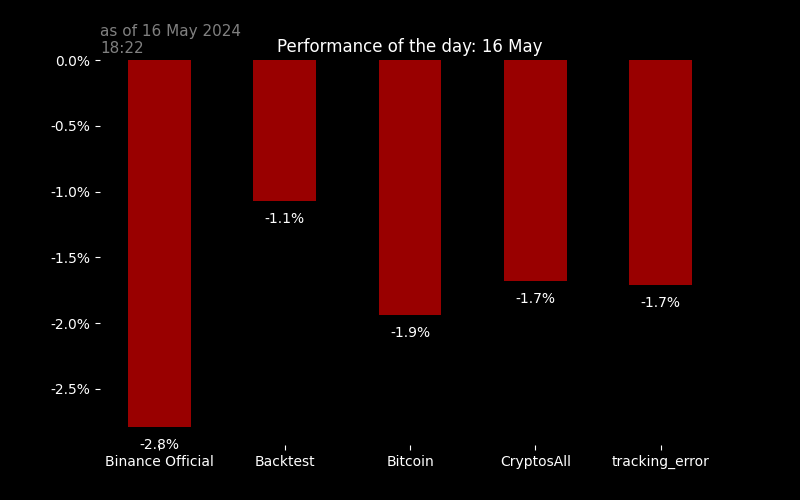 as of 16 May 2024
18:22
Performance of the day: 16 May
0.0%
-0.5%
-1.0%
-1.5%
-2.0%
-2.5%
-2.8%
-1.1%
-1.9%
-1.7%
-1.7%
Binance Official
Backtest
Bitcoin
CryptosAll
tracking_error